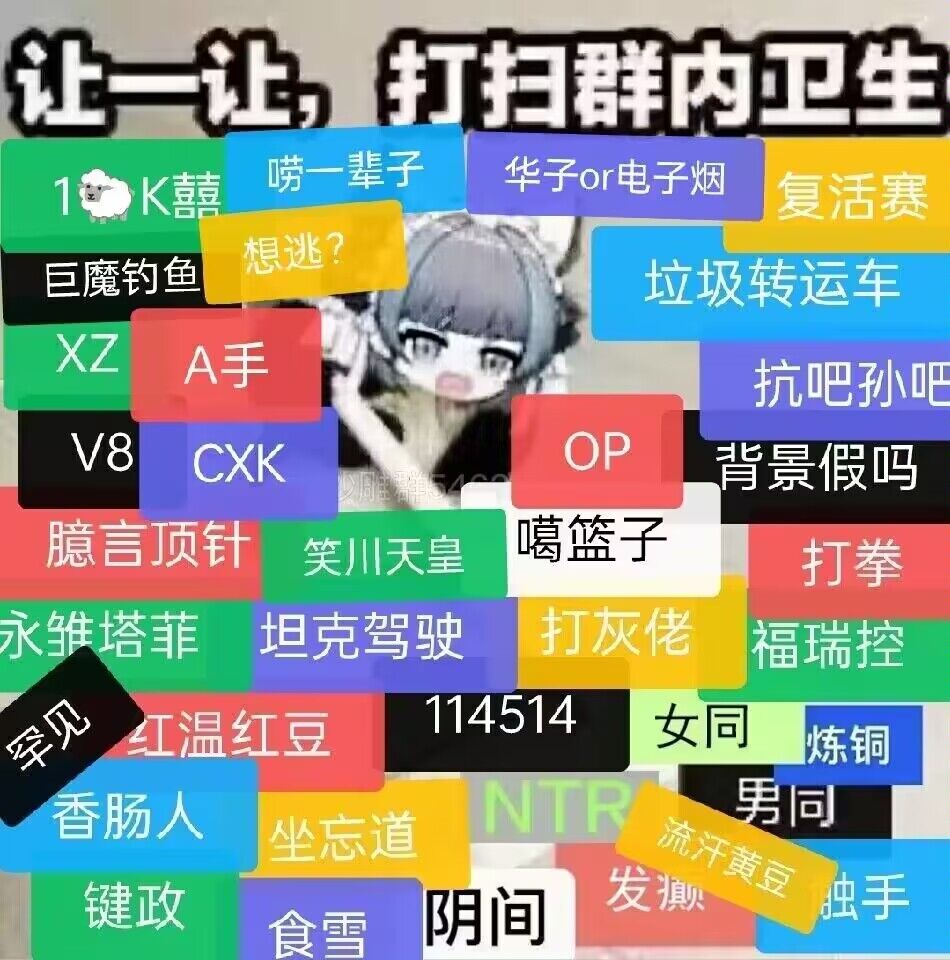 让一让，打扫群内卫生
1🐑K囍
唠一辈子
华子or电子烟
复活赛
巨魔钓鱼
想逃?
垃圾转运车
XZ
A手
抗吧孙吧
V8
CXK
OP
背景假吗
臆言顶针
笑川天皇
噶篮子
打拳
永雏塔菲
坦克驾驶
打灰佬
福瑞控
罕见
红温红豆
114514
女同
炼铜
香肠人
坐忘道
NTR
男同
流汗黄豆
键政
食雪
阴间
发癫
触手